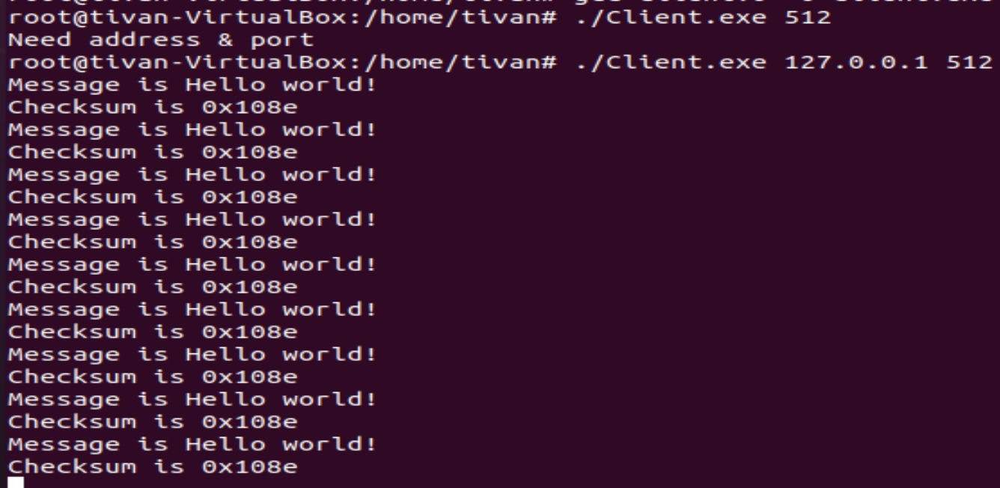 root@tivan-VirtualBox:/home/tivan# ./Client.exe 512
Need address & port
root@tivan-VirtualBox:/home/tivan# ./Client.exe 127.0.0.1 512
Message is Hello world!
Checksum is 0x108e
Message is Hello world!
Checksum is 0x108e
Message is Hello world!
Checksum is 0x108e
Message is Hello world!
Checksum is 0x108e
Message is Hello world!
Checksum is 0x108e
Message is Hello world!
Checksum is 0x108e
Message is Hello world!
Checksum is 0x108e
Message is Hello world!
Checksum is 0x108e
Message is Hello world!
Checksum is 0x108e